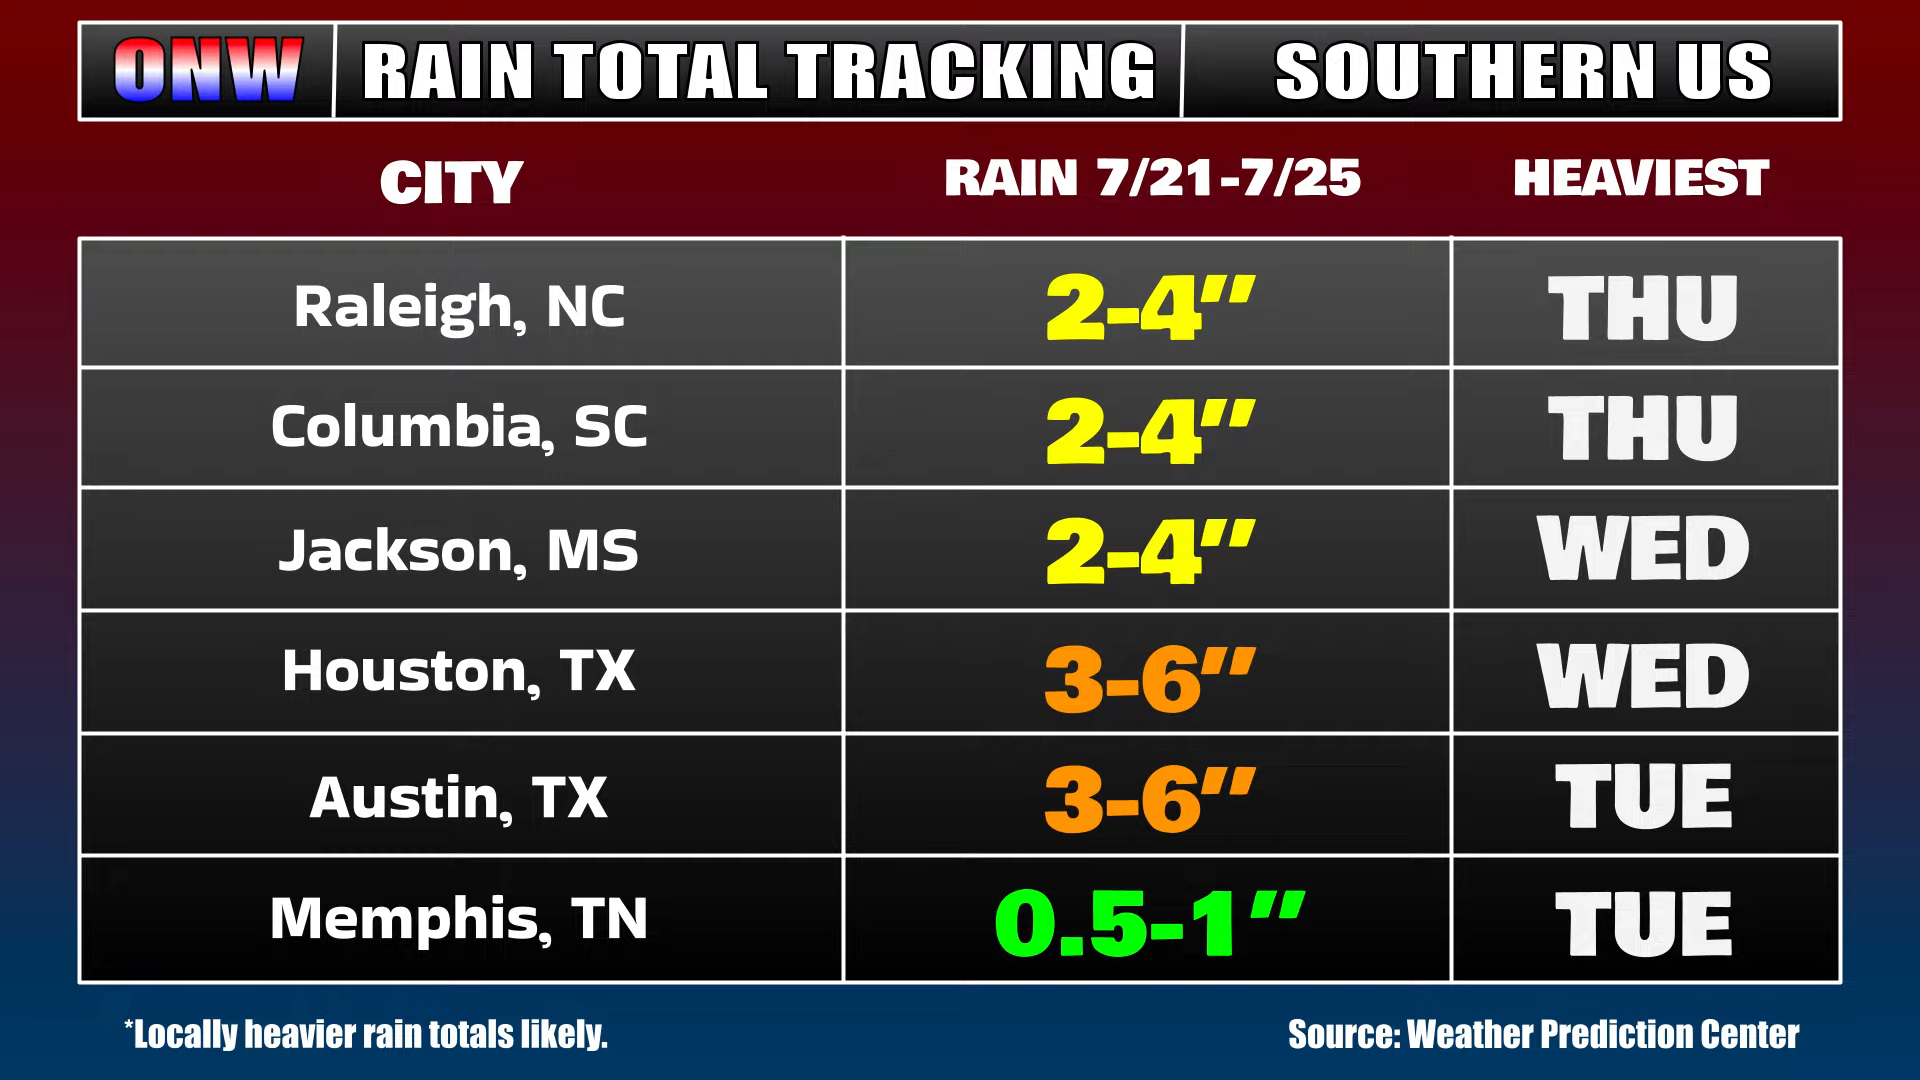 ONW RAIN TOTAL TRACKING SOUTHERN US
CITY RAIN 7/21-7/25 HEAVIEST
Raleigh, NC 2-4" THU
Columbia, SC 2-4" THU
Jackson, MS 2-4" WED
Houston, TX 3-6" WED
Austin, TX 3-6" TUE
Memphis, TN 0.5-1" TUE
*Locally heavier rain totals likely. Source: Weather Prediction Center